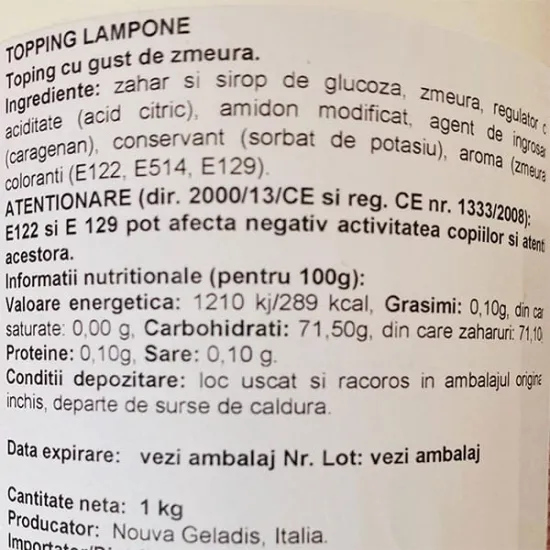 TOPPING LAMPONE
Toping cu gust de zmeura.
Ingrediente: zahar si sirop de glucoza, zmeura, regulator
aciditate (acid citric), amidon modificat, agent de
(caragenan), conservant (sorbat de potasiu), aroma (zmeura
coloranti (E122, E514, E129).
ATENTIONARE (dir. 2000/13/CE si reg. CE nr. 1333/2008):
E122 si E 129 pot afecta negativ activitatea copiilor si
acestora.
Informatii nutritionale (pentru 100g):
Valoare energetica: 1210 kj/289 kcal, Grasimi: 0,10g, din
saturate: 0,00 g, Carbohidrati: 71,50g, din care zaharuri: 71,10
Proteine: 0,10g, Sare: 0,10 g.
Conditii depozitare: loc uscat si racoros in ambalajul
inchis, departe de surse de caldura.
Data expirare: vezi ambalaj Nr. Lot: vezi ambalaj
Cantitate neta: 1 kg
Producator: Nouva Geladis, Italia.